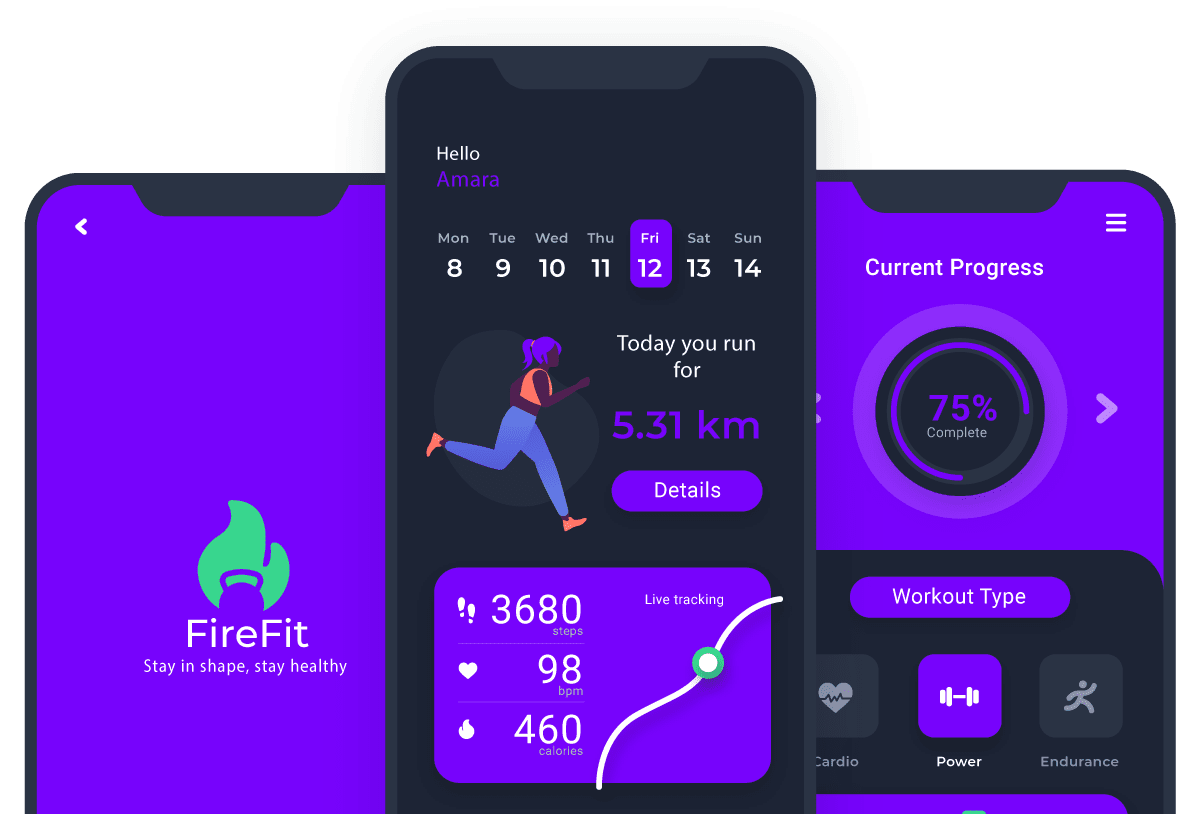 FireFit
Stay in shape, stay healthy
Hello
Amara
Mon Tue Wed Thu Fri Sat Sun
8 9 10 11 12 13 14
Today you run
for
5.31 km
Details
3680
steps
98
bpm
460
calories
Live tracking
Current Progress
75%
Complete
Workout Type
Cardio Power Endurance